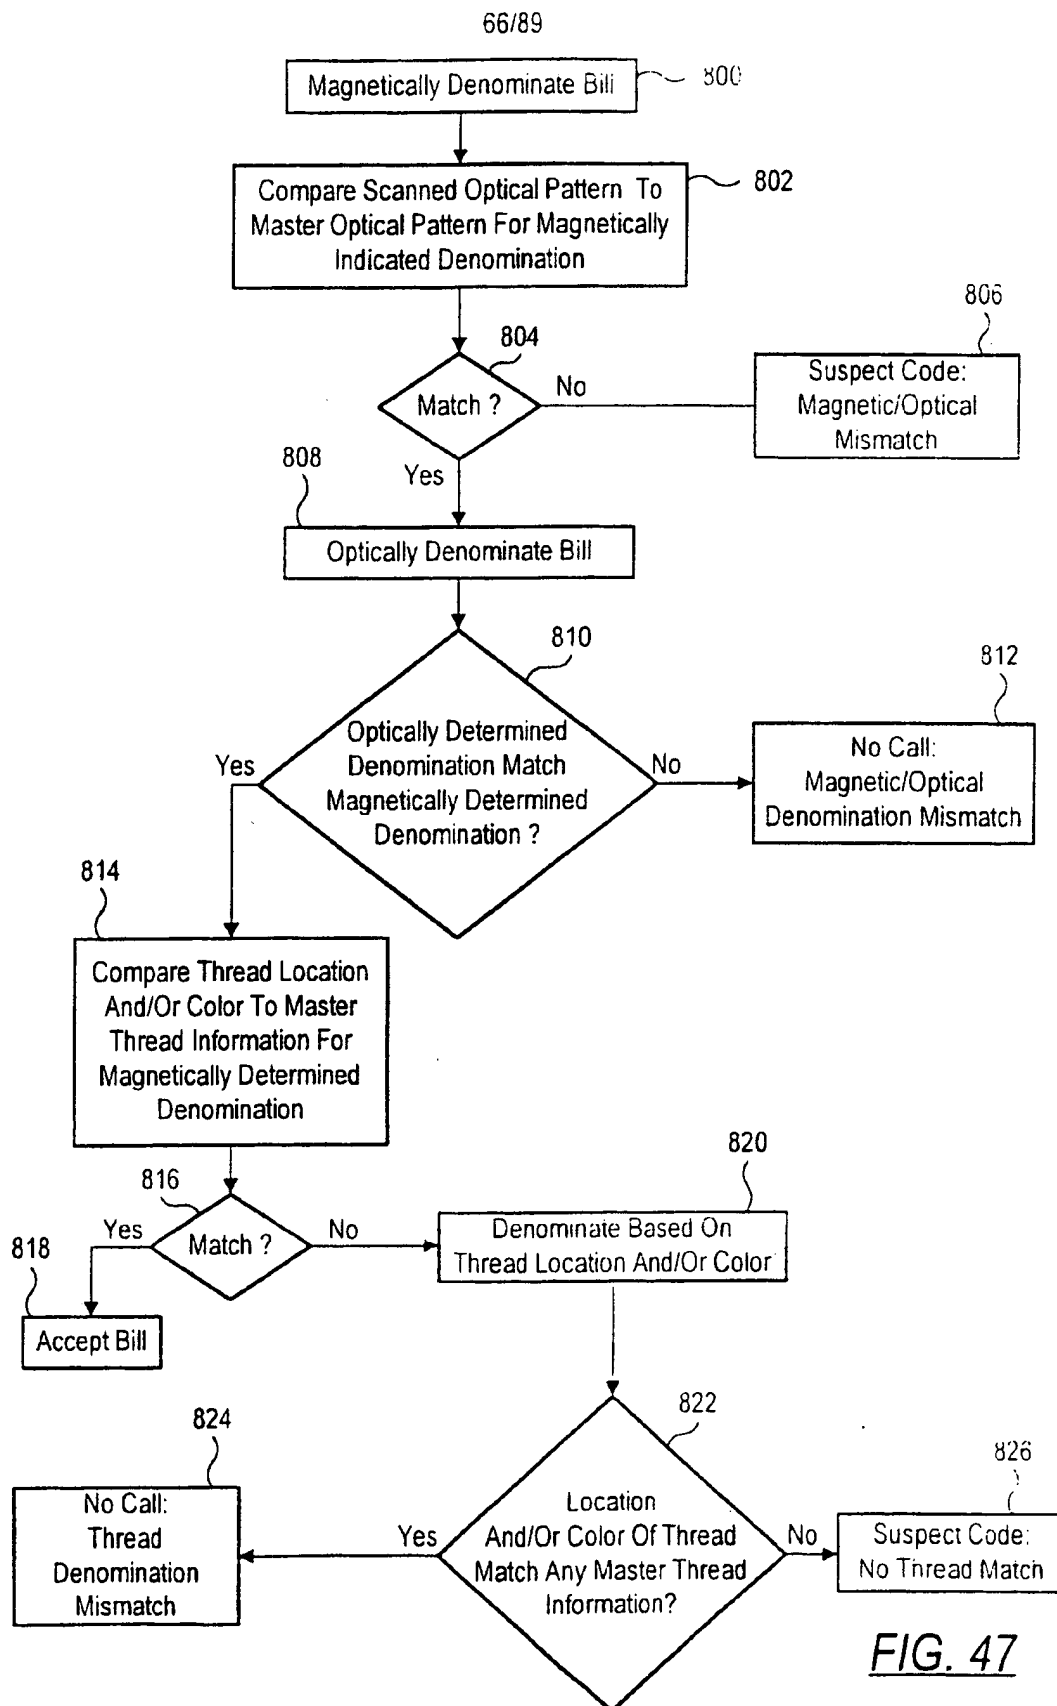 66/89
Magnetically Denominate Bill
800
Compare Scanned Optical Pattern To
Master Optical Pattern For Magnetically
Indicated Denomination
802
804
Match ?
No
806
Suspect Code:
Magnetic/Optical
Mismatch
Yes
808
Optically Denominate Bill
810
Optically Determined
Denomination Match
Magnetically Determined
Denomination ?
Yes
No
812
No Call:
Magnetic/Optical
Denomination Mismatch
814
Compare Thread Location
And/Or Color To Master
Thread Information For
Magnetically Determined
Denomination
816
Match ?
Yes
No
818
Accept Bill
820
Denominate Based On
Thread Location And/Or Color
822
Location
And/Or Color Of Thread
Match Any Master Thread
Information?
Yes
No
824
No Call:
Thread
Denomination
Mismatch
826
Suspect Code:
No Thread Match
FIG. 47